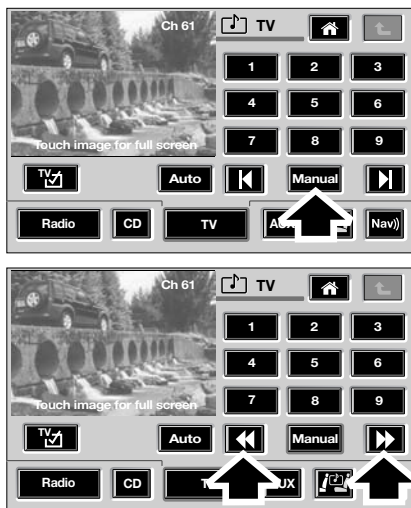 Ch 61 TV
1 2 3
4 5 6
7 8 9
Touch image for full screen
TV Auto Manual
Radio CD TV Nav))
Ch 61 TV
1 2 3
4 5 6
7 8 9
Touch image for full screen
TV Auto Manual
Radio CD